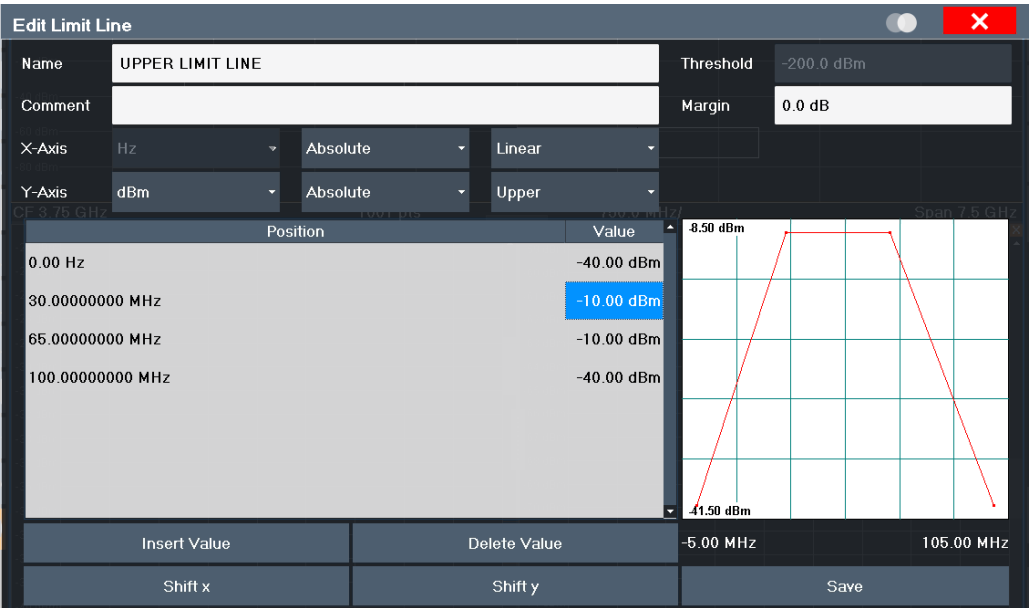 Edit Limit Line
Name UPPER LIMIT LINE Threshold -200.0 dBm
Comment Margin 0.0 dB
X-Axis Hz Absolute Linear
Y-Axis dBm Absolute Upper
CF 3.75 GHz 1001 pts 750.0 MHz/ Span 7.5 GHz
Position Value
0.00 Hz -40.00 dBm
30.00000000 MHz -10.00 dBm
65.00000000 MHz -10.00 dBm
100.00000000 MHz -40.00 dBm
-8.50 dBm
-41.50 dBm
-5.00 MHz 105.00 MHz
Insert Value Delete Value
Shift x Shift y Save